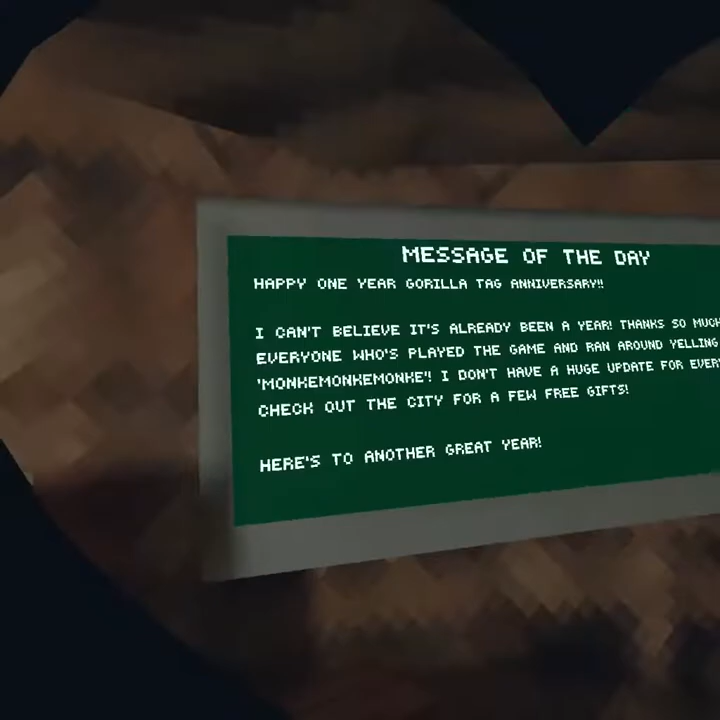 MESSAGE OF THE DAY
HAPPY ONE YEAR GORILLA TAG ANNIVERSARY!!
I CAN'T BELIEVE IT'S ALREADY BEEN A YEAR! THANKS SO MUCH
EVERYONE WHO'S PLAYED THE GAME AND RAN AROUND YELLING
'MONKEMONKEMONKE'! I DON'T HAVE A HUGE UPDATE FOR
CHECK OUT THE CITY FOR A FEW FREE GIFTS!
HERE'S TO ANOTHER GREAT YEAR!